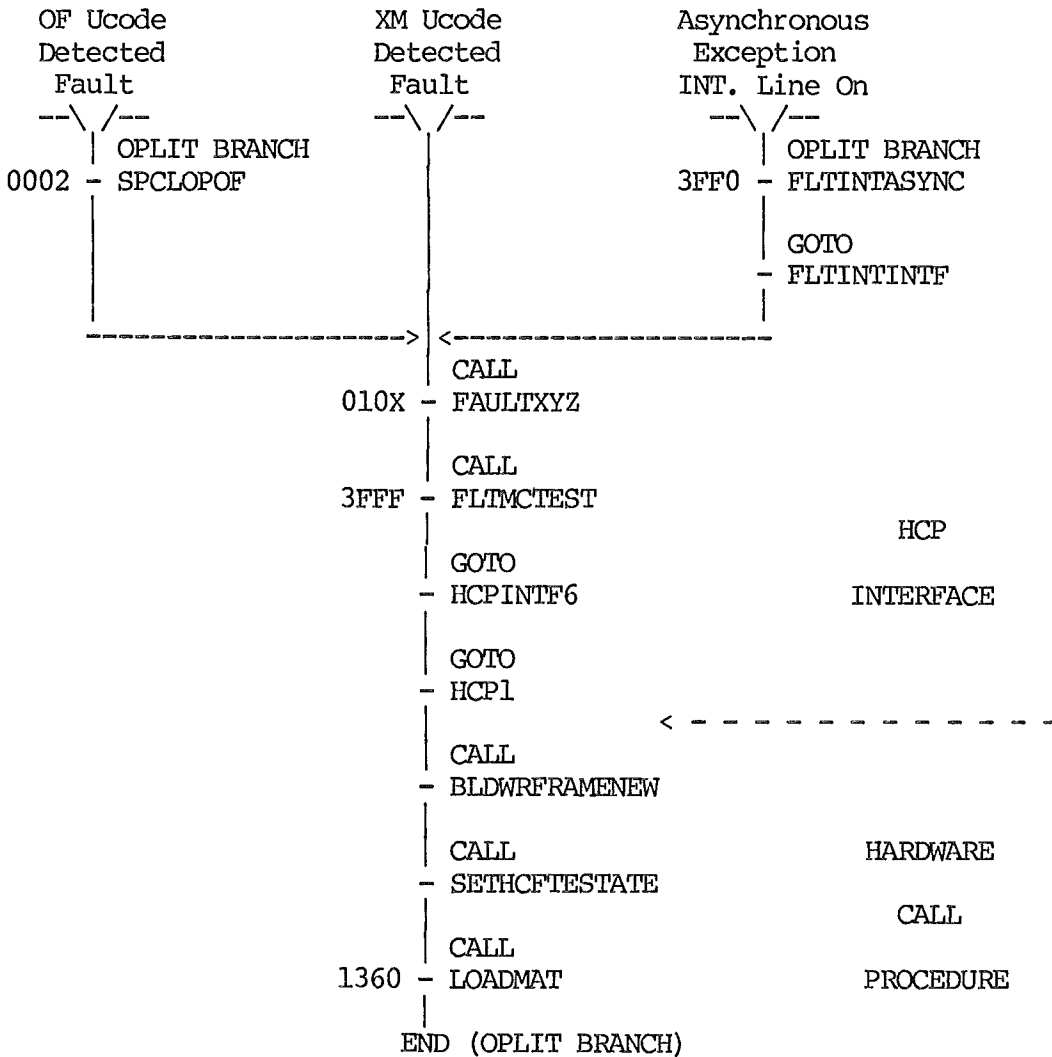 OF Ucode XM Ucode Asynchronous
Detected Detected Exception
Fault Fault INT. Line On
OPLIT BRANCH OPLIT BRANCH
0002 - SPCLOPOF 3FF0 - FLTINTASYNC
GOTO
- FLTINTINTF
CALL
010X - FAULTXYZ
CALL
3FFF - FLTMCTEST
HCP
GOTO
- HCPINTF6 INTERFACE
GOTO
- HCP1
CALL
- BLDWRFRAMENEW
CALL HARDWARE
- SETHCFTESTATE
CALL
CALL
1360 - LOADMAT PROCEDURE
END (OPLIT BRANCH)